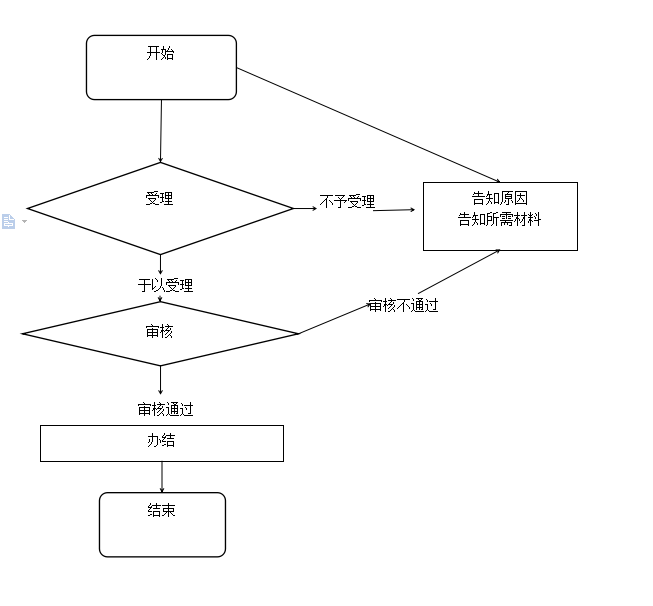 开始
受理
不予受理
告知原因
告知所需材料
于以受理
审核
审核不通过
审核通过
办结
结束